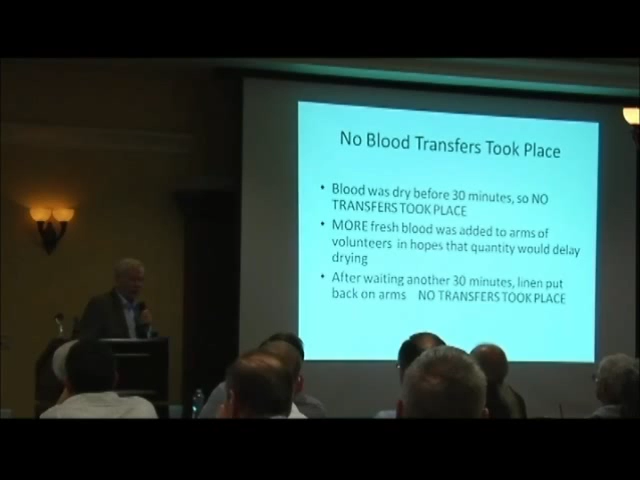 No Blood Transfers Took Place
• Blood was dry before 30 minutes, so NO
TRANSFERS TOOK PLACE
• MORE fresh blood was added to arms of
volunteers in hopes that quantity would delay
drying
• After waiting another 30 minutes, linen put
back on arms NO TRANSFERS TOOK PLACE